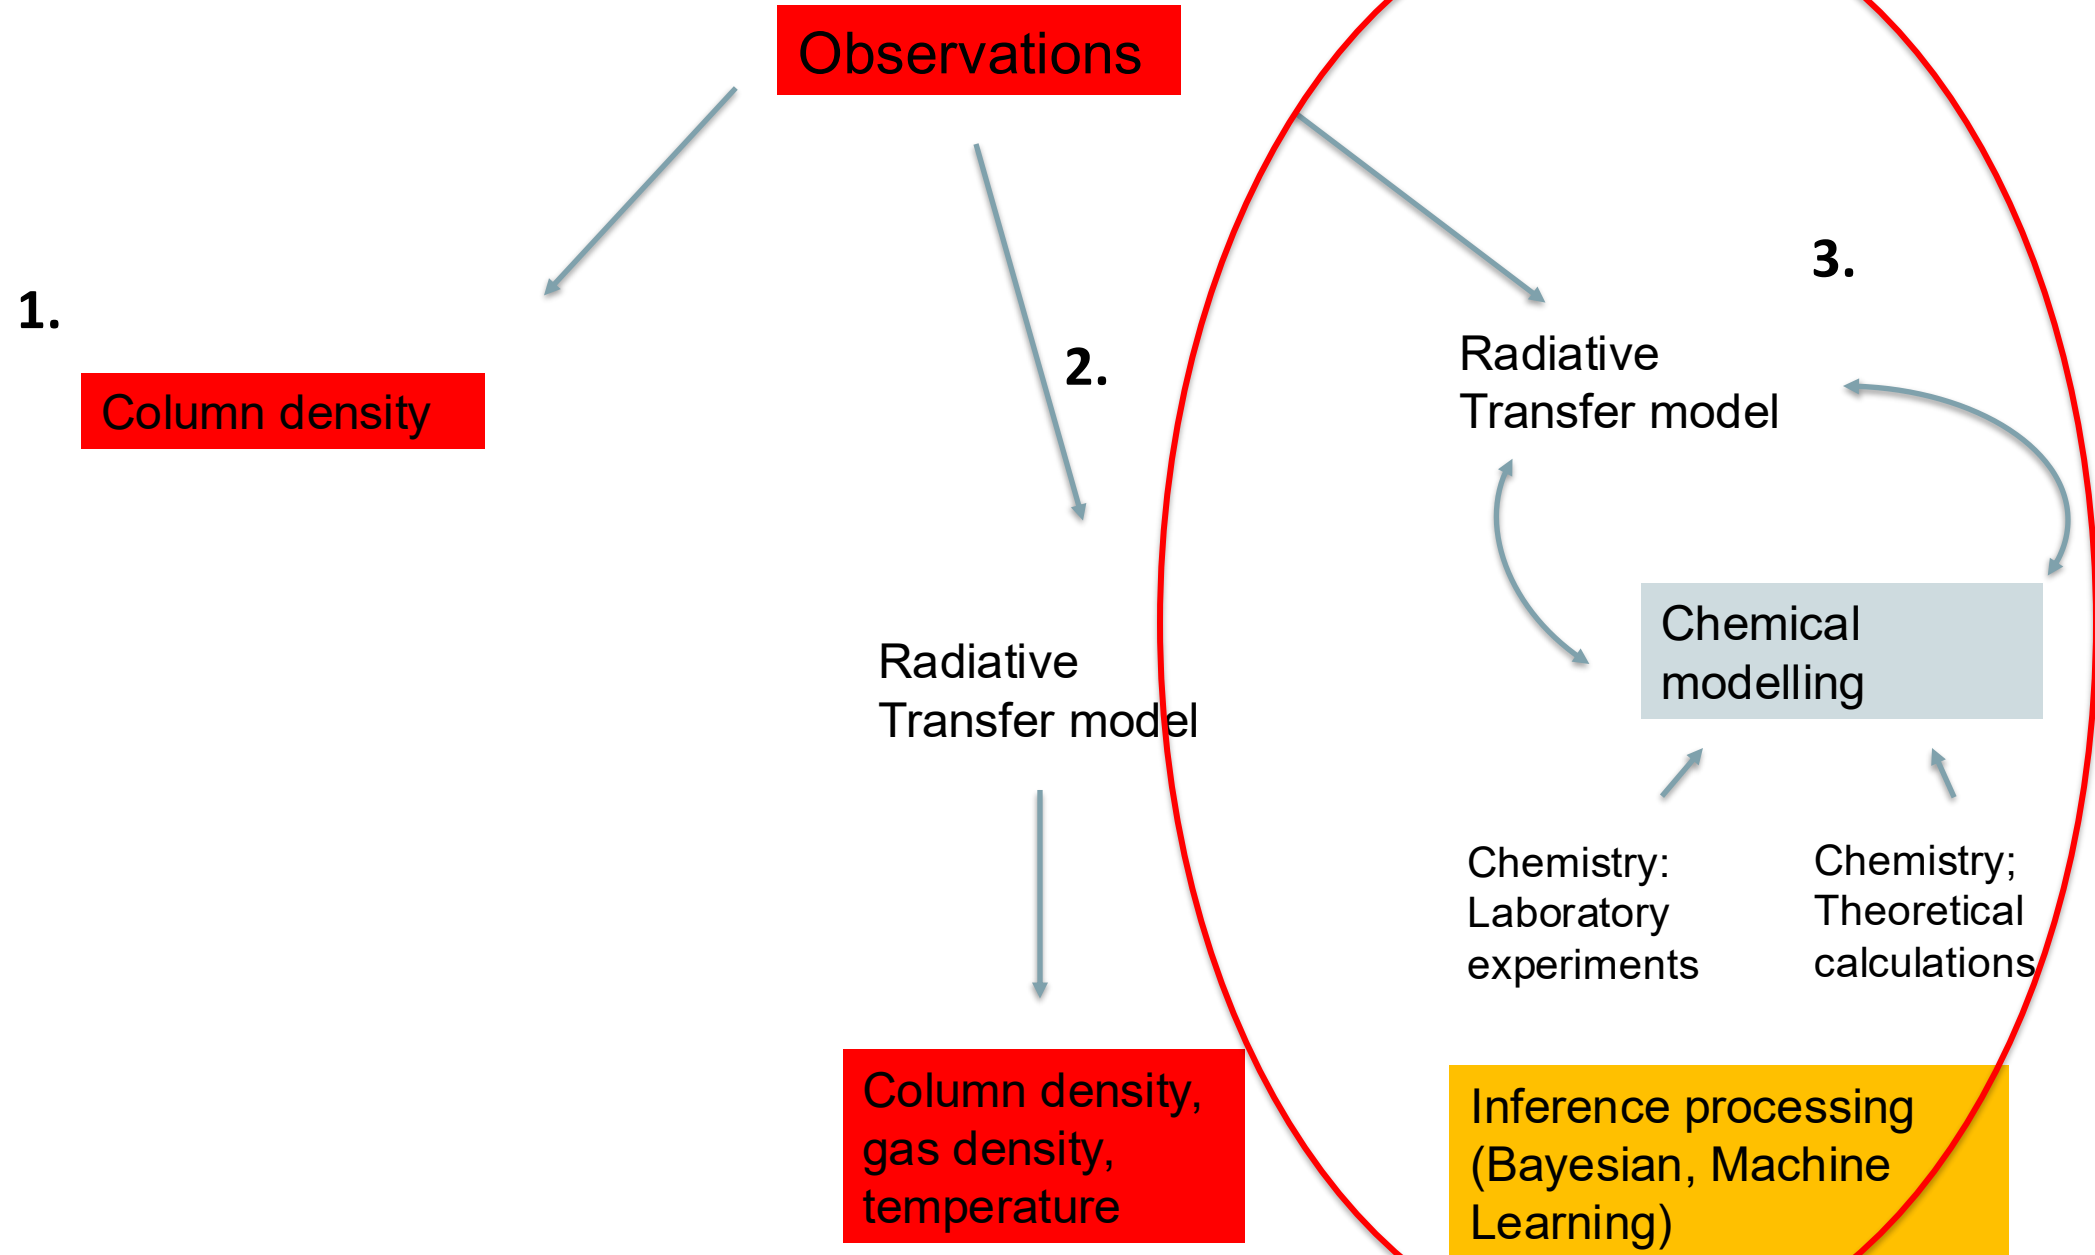 Observations
1.
Column density
2.
Radiative
Transfer model
Column density,
gas density,
temperature
3.
Radiative
Transfer model
Chemical
modelling
Chemistry:
Laboratory
experiments
Chemistry;
Theoretical
calculations
Inference processing
(Bayesian, Machine
Learning)